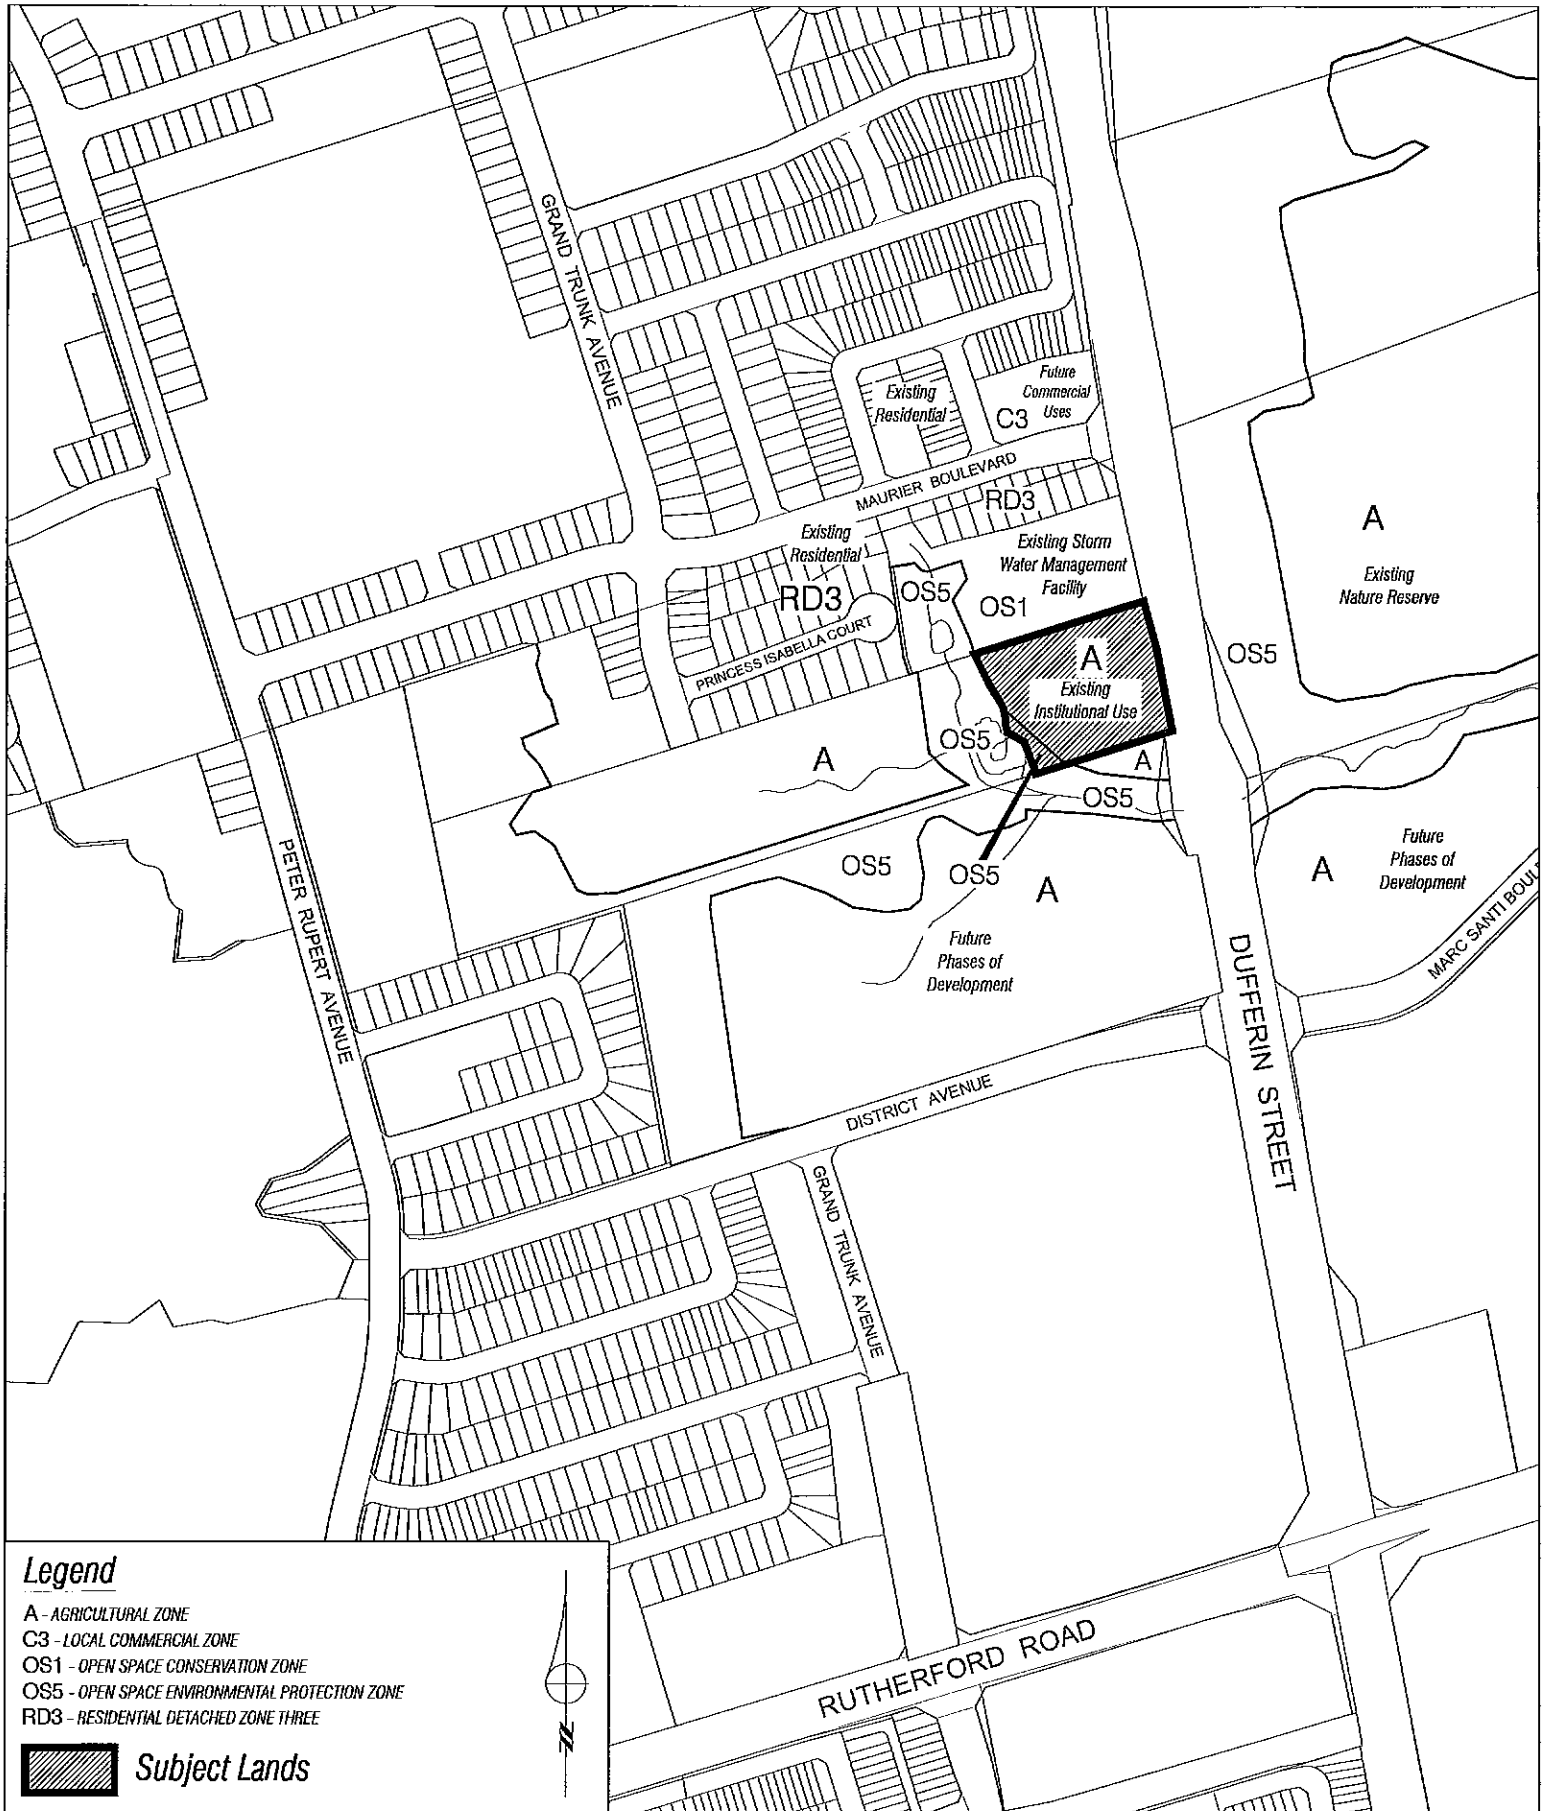 GRAND TRUNK AVENUE
Future
Commercial
Uses
C3
Existing
Residential
MAURIER BOULEVARD
RD3
Existing
Residential
RD3
PRINCESS ISABELLA COURT
OS5
Existing Storm
Water Management
Facility
OS1
A
Existing
Institutional Use
A
Existing
Nature Reserve
OS5
OS5
A
A
OS5
OS5
OS5
A
Future
Phases of
Development
A
Future
Phases of
Development
MARC SANTI BOUL
PETER RUPERT AVENUE
DUFFERIN STREET
DISTRICT AVENUE
GRAND TRUNK AVENUE
RUTHERFORD ROAD
Legend
A - AGRICULTURAL ZONE
C3 - LOCAL COMMERCIAL ZONE
OS1 - OPEN SPACE CONSERVATION ZONE
OS5 - OPEN SPACE ENVIRONMENTAL PROTECTION ZONE
RD3 - RESIDENTIAL DETACHED ZONE THREE
Subject Lands
N